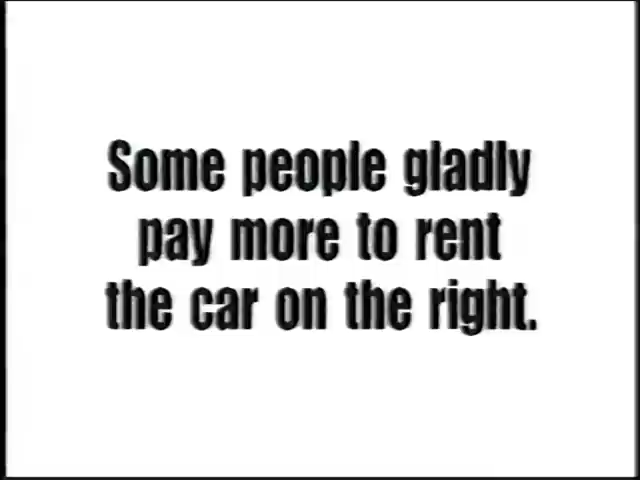 Some people gladly
pay more to rent
the car on the right.